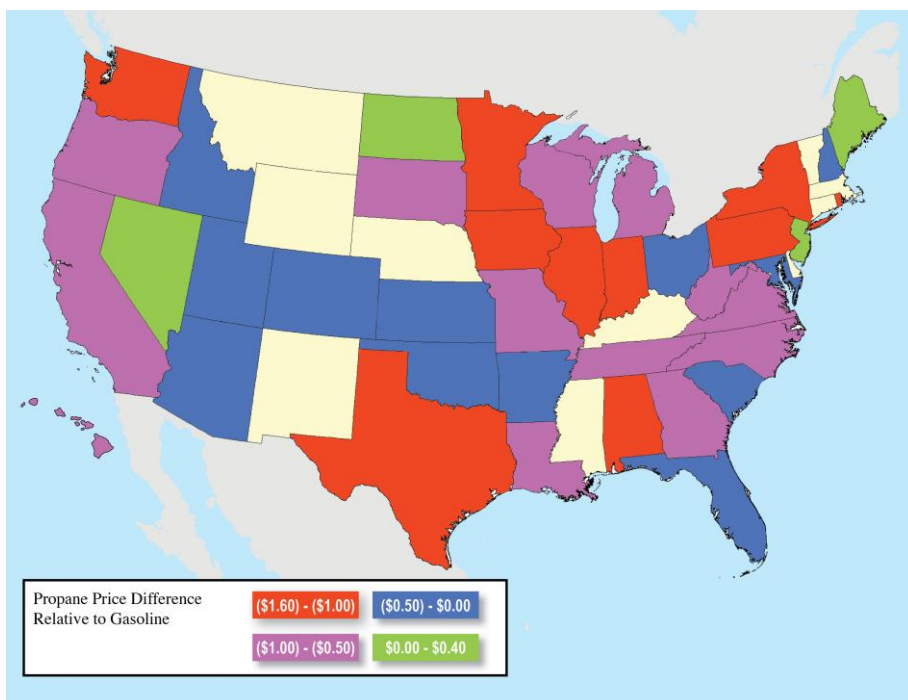 Propane Price Difference
Relative to Gasoline
($1.60) - ($1.00)
($0.50) - $0.00
($1.00) - ($0.50)
$0.00 - $0.40